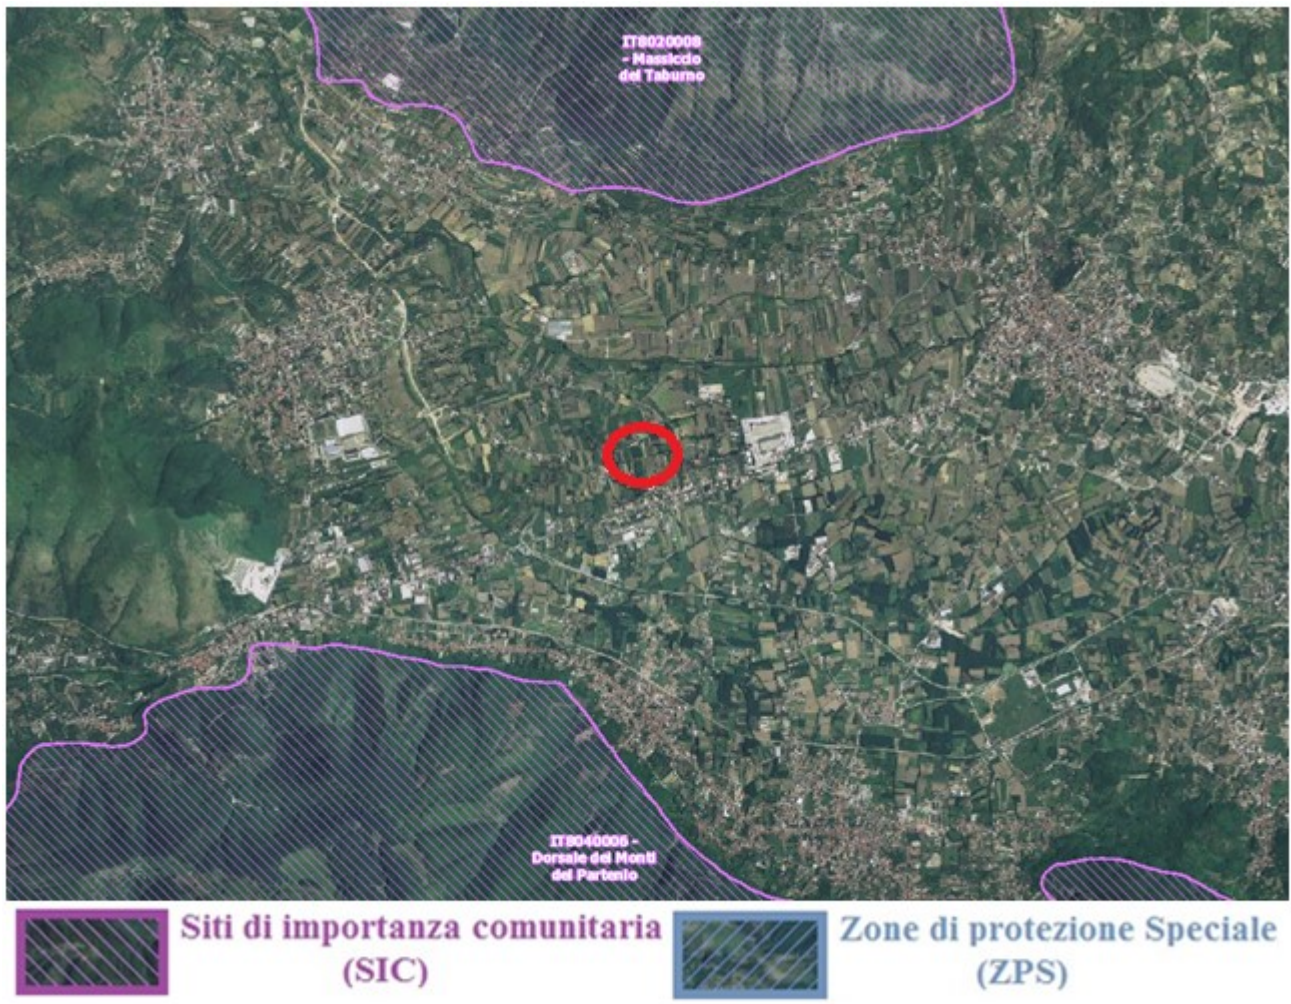 IT8020008
- Massiccio
del Taburno
IT8040006 -
Dorsale dei Monti
del Partenio
Siti di importanza comunitaria
(SIC)
Zone di protezione Speciale
(ZPS)